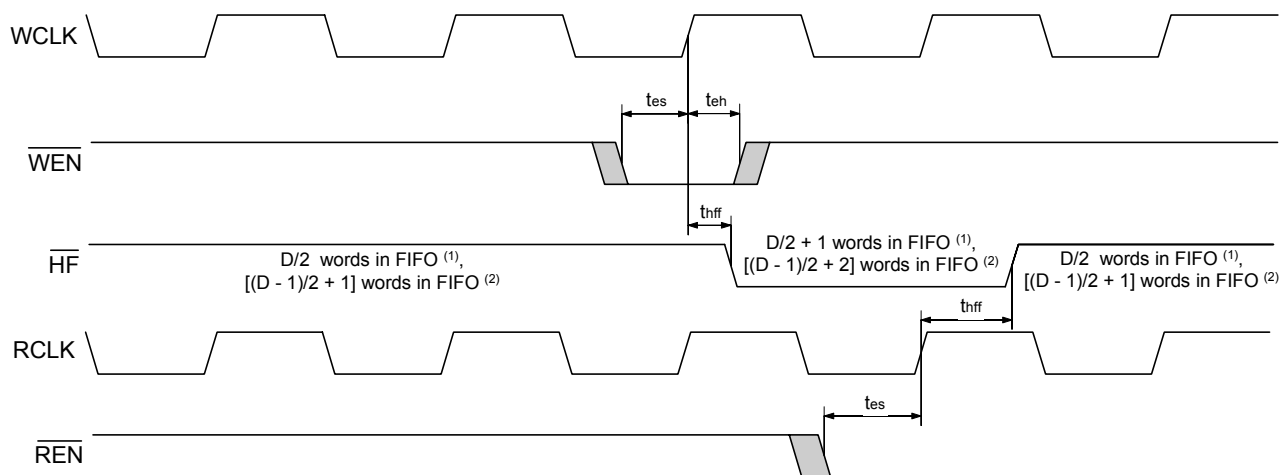 WCLK
tes
teh
WEN
thff
HF
D/2 words in FIFO (1),
[(D - 1)/2 + 1] words in FIFO (2)
D/2 + 1 words in FIFO (1),
[(D - 1)/2 + 2] words in FIFO (2)
D/2 words in FIFO (1),
[(D - 1)/2 + 1] words in FIFO (2)
thff
RCLK
tes
REN